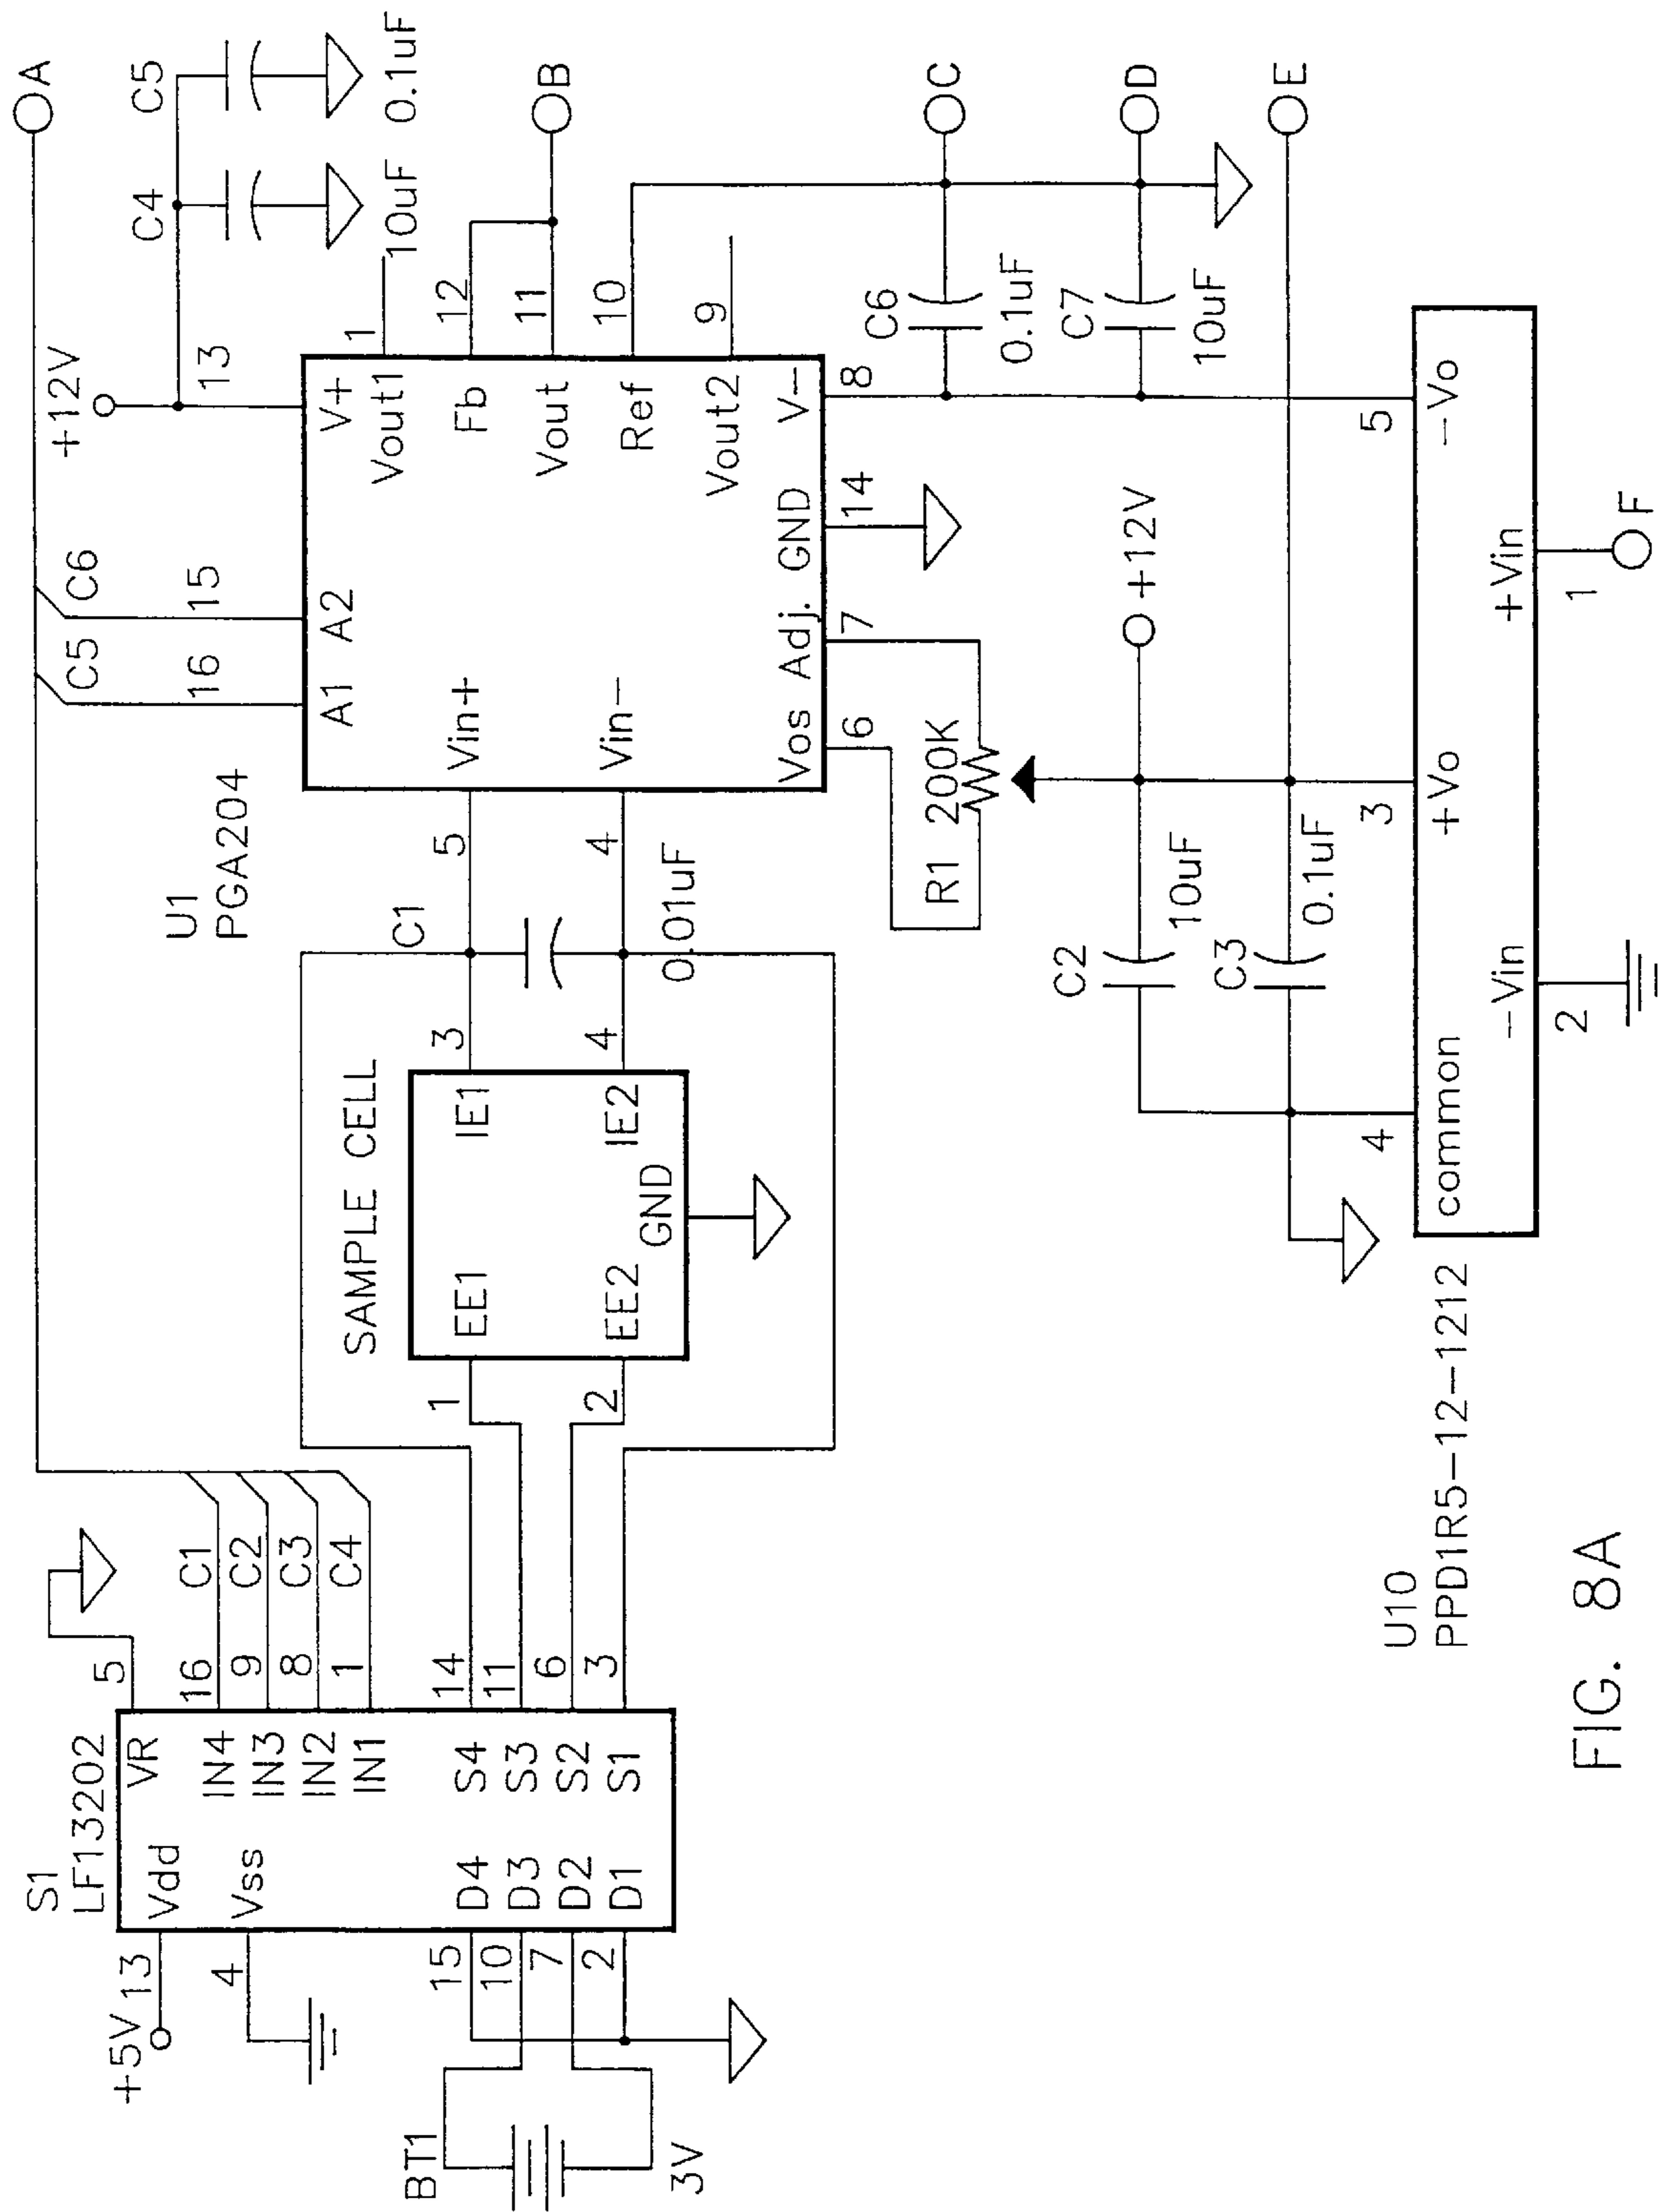 S1
LF13202
+5V
13
Vdd
VR
5
4
Vss
IN4
16
C1
IN3
9
C2
IN2
8
C3
IN1
1
C4
15
D4
S4
14
10
D3
S3
11
7
D2
S2
6
2
D1
S1
3
BT1
3V
SAMPLE CELL
1
EE1
IE1
3
2
EE2
IE2
4
GND
C1
0.01uF
U1
PGA204
C5
C6
16
15
A1
A2
5
Vin+
4
Vin-
+12V
13
V+
Vout1
1
Fb
12
Vout
11
Ref
10
Vout2
9
V-
8
Vos Adj.
6
7
GND
14
C4
C5
10uF
0.1uF
A
B
C
D
E
C6
0.1uF
C7
10uF
R1
200K
+12V
C2
10uF
C3
0.1uF
4
common
3
+Vo
5
-Vo
-Vin
2
+Vin
1
F
U10
PPD1R5-12-1212
FIG. 8A